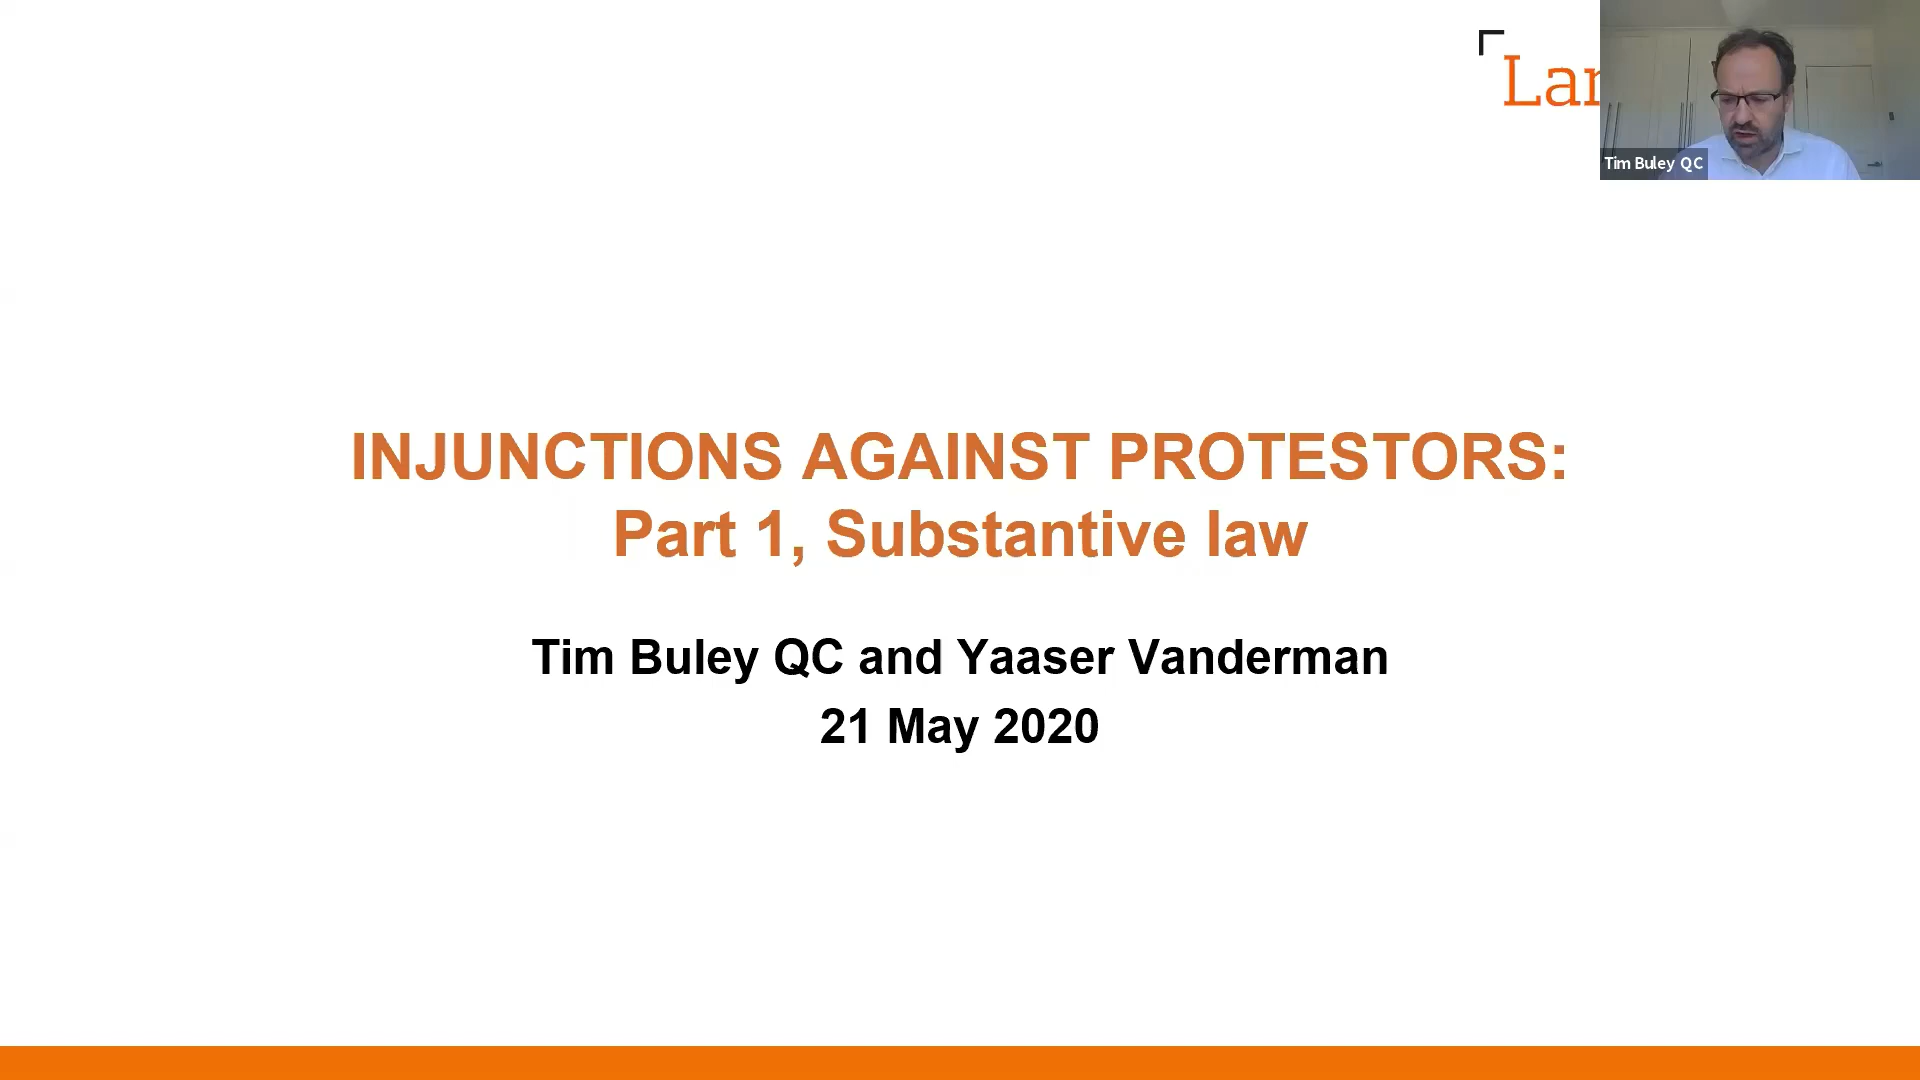 Lan
Tim Buley QC
INJUNCTIONS AGAINST PROTESTORS:
Part 1, Substantive law
Tim Buley QC and Yaaser Vanderman
21 May 2020